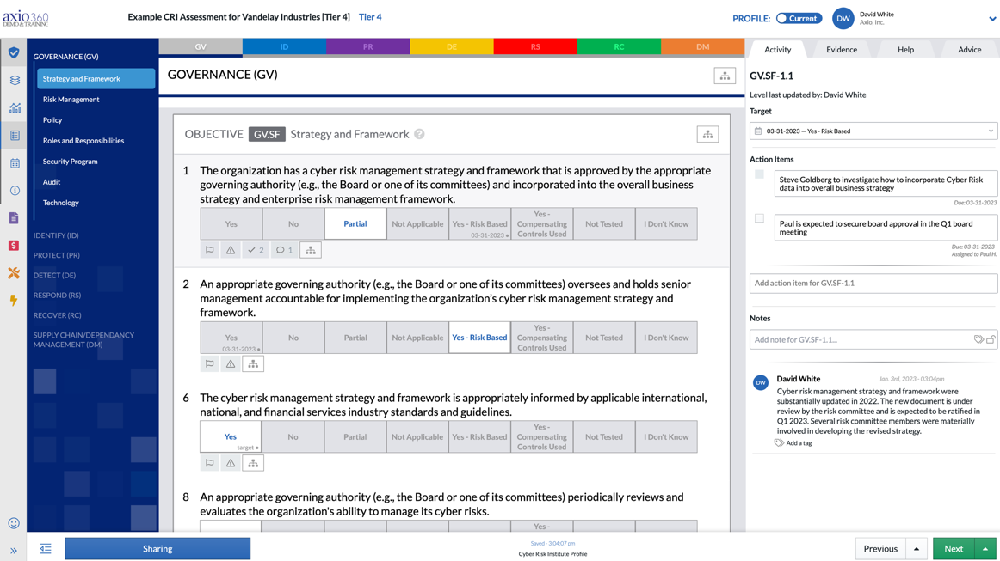 axio360
DEMO & TRAINING
Example CRI Assessment for Vandelay Industries [Tier 4] Tier 4
PROFILE: Current
DW
David White
Axio, Inc.
GOVERNANCE (GV)
Strategy and Framework
Risk Management
Policy
Roles and Responsibilities
Security Program
Audit
Technology
IDENTIFY (ID)
PROTECT (PR)
DETECT (DE)
RESPOND (RS)
RECOVER (RC)
SUPPLY CHAIN/DEPENDANCY
MANAGEMENT (DM)
GV ID PR DE RS RC DM
GOVERNANCE (GV)
OBJECTIVE GV.SF Strategy and Framework ?
1 The organization has a cyber risk management strategy and framework that is approved by the appropriate
governing authority (e.g., the Board or one of its committees) and incorporated into the overall business
strategy and enterprise risk management framework.
Yes No Partial Not Applicable Yes - Risk Based 03-31-2023 Yes - Compensating Controls Used Not Tested I Don't Know
2 1
2 An appropriate governing authority (e.g., the Board or one of its committees) oversees and holds senior
management accountable for implementing the organization's cyber risk management strategy and
framework.
Yes 03-31-2023 No Partial Not Applicable Yes - Risk Based Yes - Compensating Controls Used Not Tested I Don't Know
6 The cyber risk management strategy and framework is appropriately informed by applicable international,
national, and financial services industry standards and guidelines.
Yes target No Partial Not Applicable Yes - Risk Based Yes - Compensating Controls Used Not Tested I Don't Know
8 An appropriate governing authority (e.g., the Board or one of its committees) periodically reviews and
evaluates the organization's ability to manage its cyber risks.
Yes -
Activity Evidence Help Advice
GV.SF-1.1
Level last updated by: David White
Target
03-31-2023 — Yes - Risk Based
Action Items
Steve Goldberg to investigate how to incorporate Cyber Risk
data into overall business strategy
Due: 03-31-2023
Paul is expected to secure board approval in the Q1 board
meeting
Due: 03-31-2023
Assigned to Paul H.
Add action item for GV.SF-1.1
Notes
Add note for GV.SF-1.1...
DW
David White Jan. 3rd, 2023 - 03:04pm
Cyber risk management strategy and framework were
substantially updated in 2022. The new document is under
review by the risk committee and is expected to be ratified in
Q1 2023. Several risk committee members were materially
involved in developing the revised strategy.
Add a tag
Sharing
Saved - 3:04:07 pm
Cyber Risk Institute Profile
Previous
Next